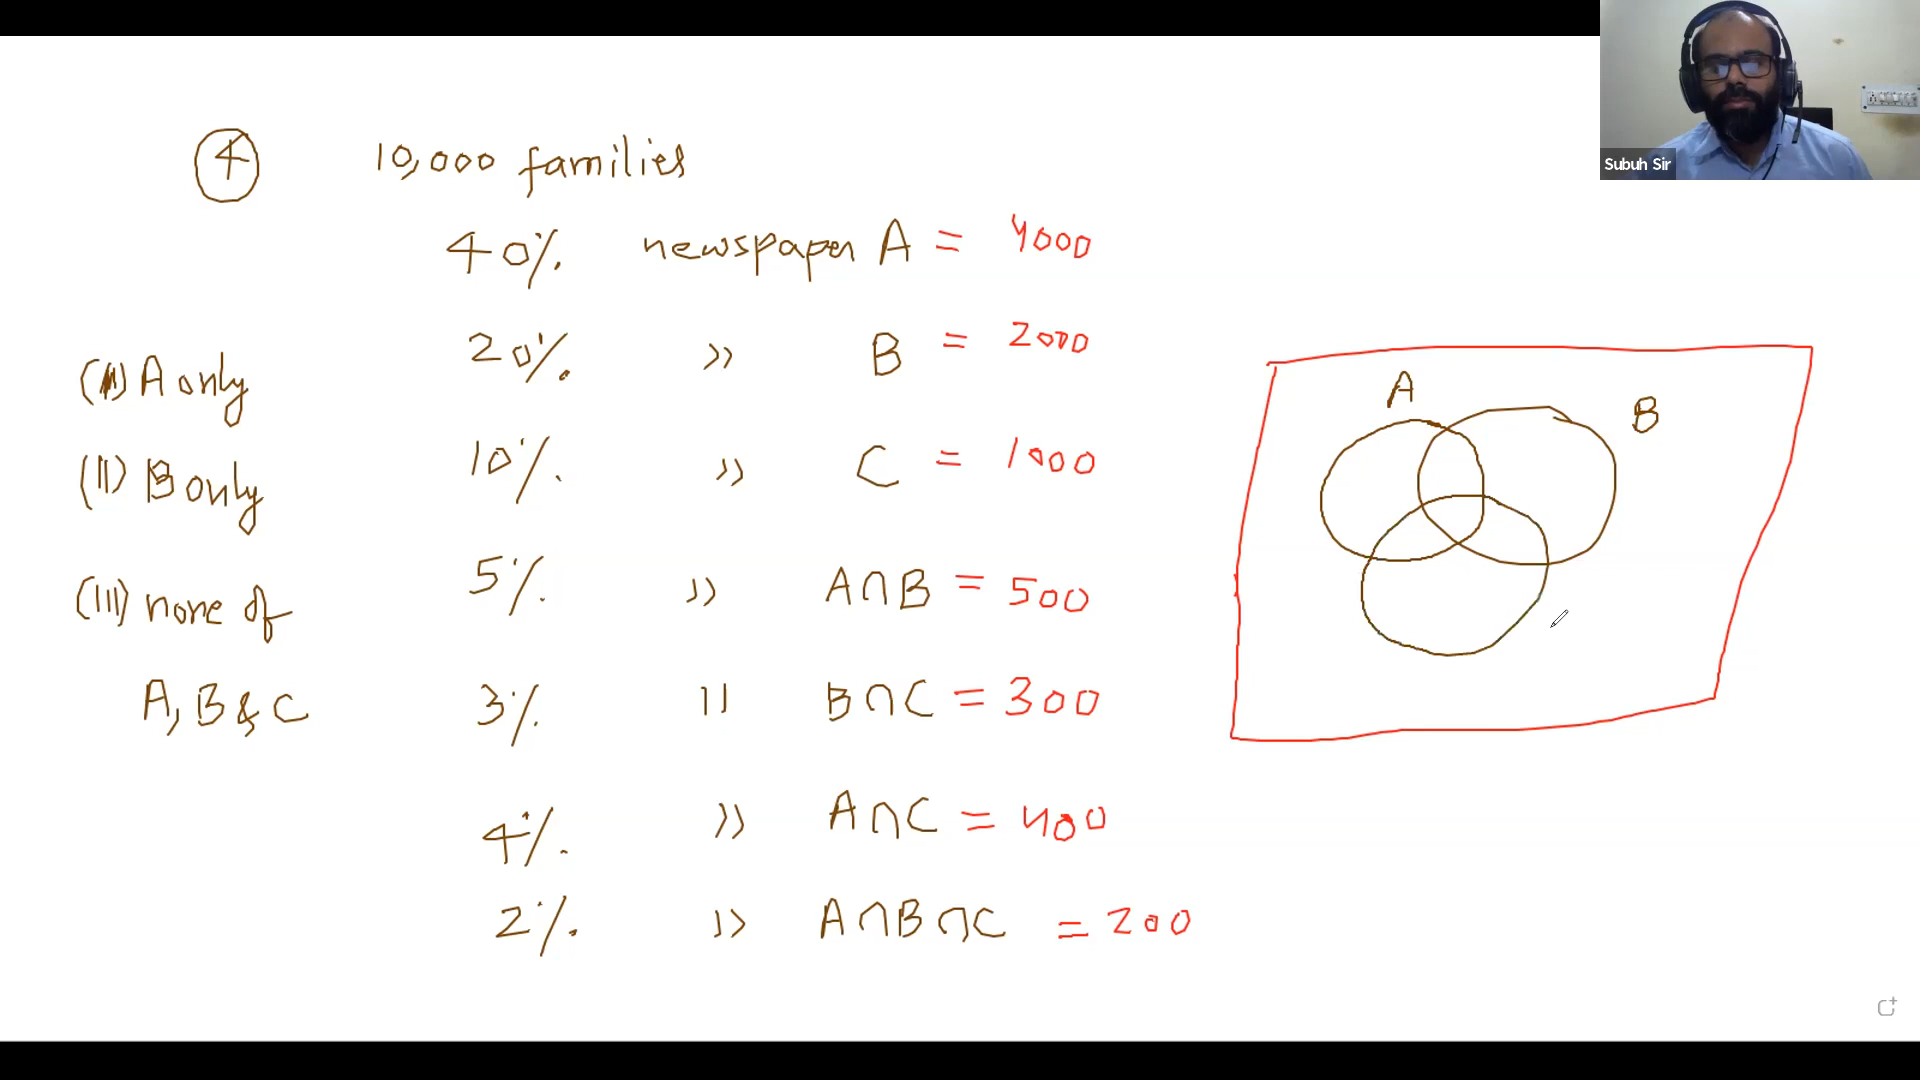 Subuh Sir
④ 10,000 families
40% newspaper A = 4000
20% " B = 2000
10% " C = 1000
5% " A∩B = 500
3% " B∩C = 300
4% " A∩C = 400
2% " A∩B∩C = 200
(I) A only
(II) B only
(III) none of
A, B & C
A
B